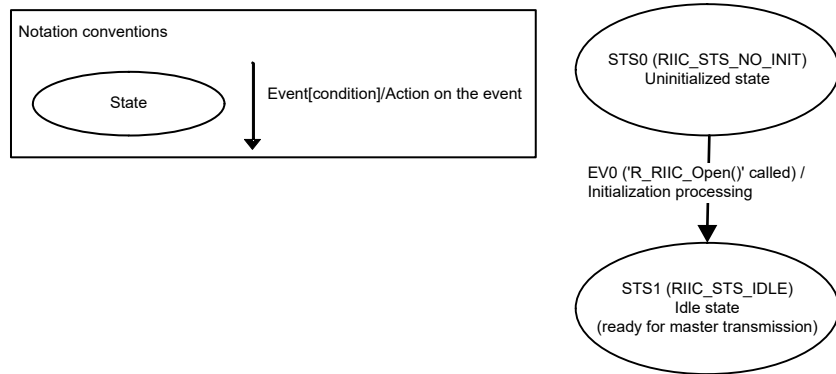 Notation conventions
State
Event[condition]/Action on the event
STS0 (RIIC_STS_NO_INIT)
Uninitialized state
EV0 ('R_RIIC_Open()' called) /
Initialization processing
STS1 (RIIC_STS_IDLE)
Idle state
(ready for master transmission)